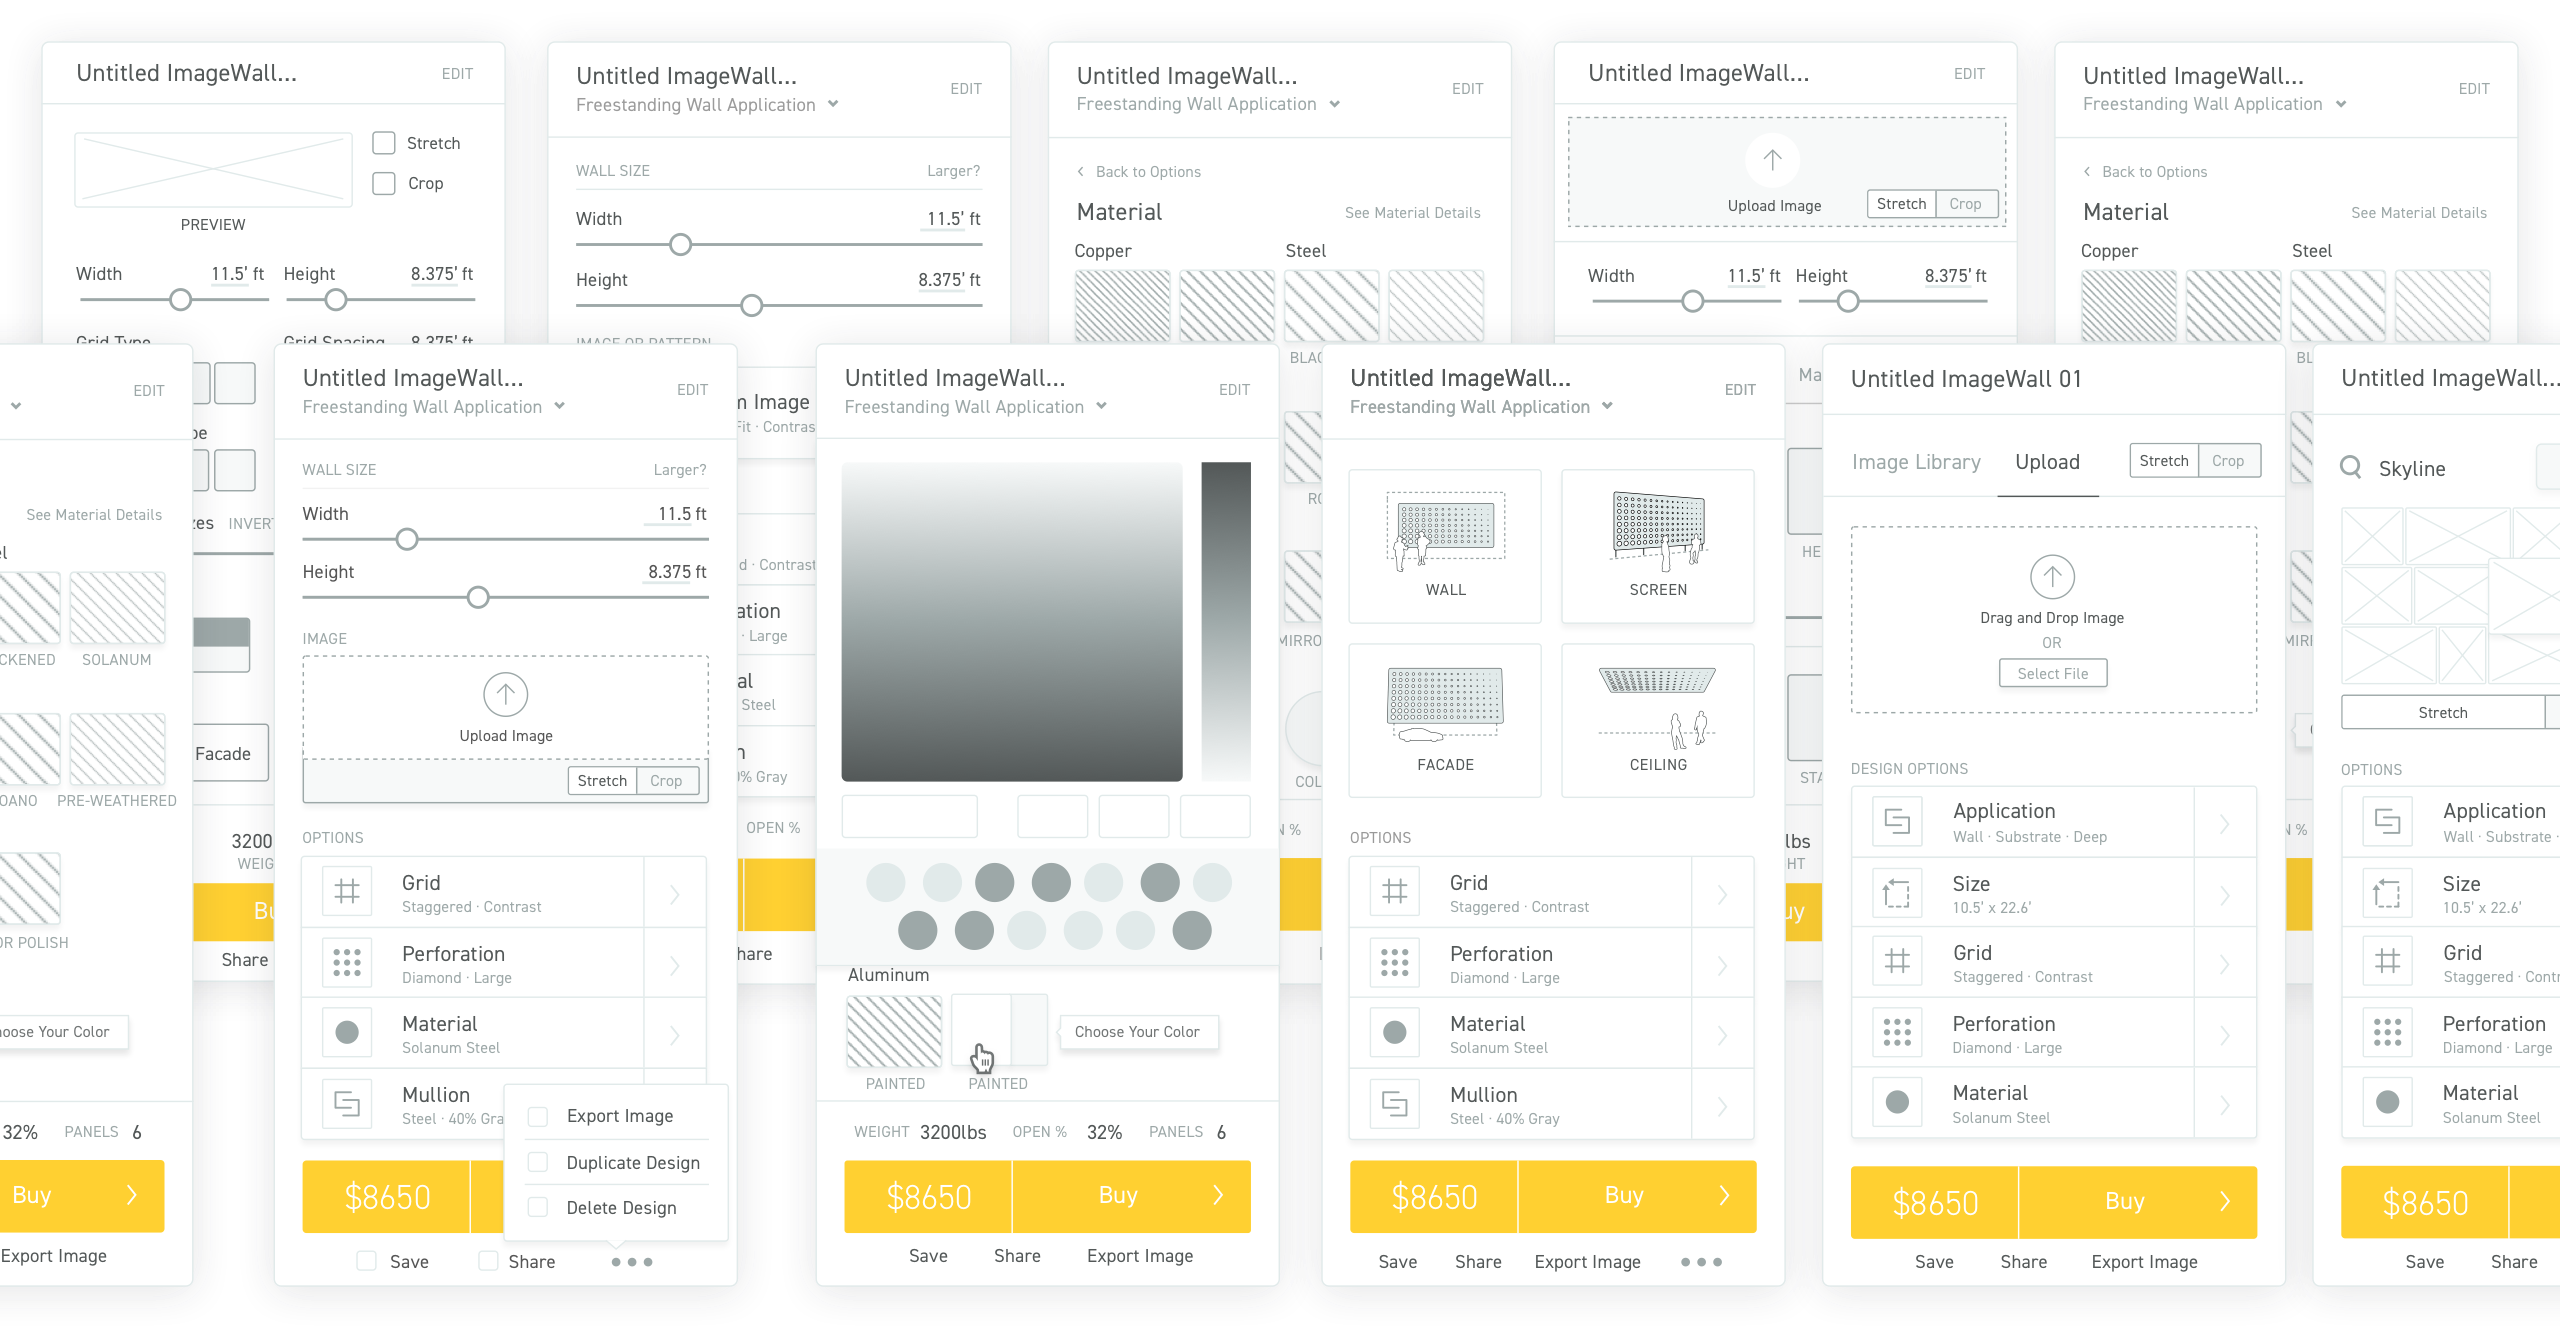 Untitled ImageWall...
EDIT
Stretch
Crop
PREVIEW
Width 11.5' ft Height 8.375' ft
Grid Type Grid Spacing 8.375' ft
INVERT
Facade
3200
Share
Untitled ImageWall...
Freestanding Wall Application
EDIT
WALL SIZE Larger?
Width 11.5' ft
Height 8.375' ft
IMAGE OR PATTERN
Image
Fit · Contrast
· Contrast
· Large
Steel
% Gray
OPEN %
Untitled ImageWall...
Freestanding Wall Application
EDIT
Back to Options
Material See Material Details
Copper Steel
Untitled ImageWall...
EDIT
Upload Image
Stretch Crop
Width 11.5' ft Height 8.375' ft
Untitled ImageWall...
Freestanding Wall Application
EDIT
Back to Options
Material See Material Details
Copper Steel
EDIT
See Material Details
SOLANUM
PRE-WEATHERED
POLISH
Your Color
32% PANELS 6
Buy
Export Image
Untitled ImageWall...
Freestanding Wall Application
EDIT
WALL SIZE Larger?
Width 11.5 ft
Height 8.375 ft
IMAGE
Upload Image
Stretch Crop
OPTIONS
Grid
Staggered · Contrast
Perforation
Diamond · Large
Material
Solanum Steel
Mullion
Steel · 40% Gra
Export Image
Duplicate Design
Delete Design
$8650
Save Share
Untitled ImageWall...
Freestanding Wall Application
EDIT
Aluminum
Choose Your Color
PAINTED PAINTED
WEIGHT 3200lbs OPEN % 32% PANELS 6
$8650 Buy
Save Share Export Image
Untitled ImageWall...
Freestanding Wall Application
EDIT
WALL SCREEN
FACADE CEILING
OPTIONS
Grid
Staggered · Contrast
Perforation
Diamond · Large
Material
Solanum Steel
Mullion
Steel · 40% Gray
$8650 Buy
Save Share Export Image
Untitled ImageWall 01
Image Library Upload Stretch Crop
Drag and Drop Image
OR
Select File
DESIGN OPTIONS
Application
Wall · Substrate · Deep
Size
10.5' x 22.6'
Grid
Staggered · Contrast
Perforation
Diamond · Large
Material
Solanum Steel
$8650 Buy
Save Share Export Image
Untitled ImageWall...
Skyline
Stretch
OPTIONS
Application
Wall · Substrate ·
Size
10.5' x 22.6'
Grid
Staggered · Contr
Perforation
Diamond · Large
Material
Solanum Steel
$8650
Save Share